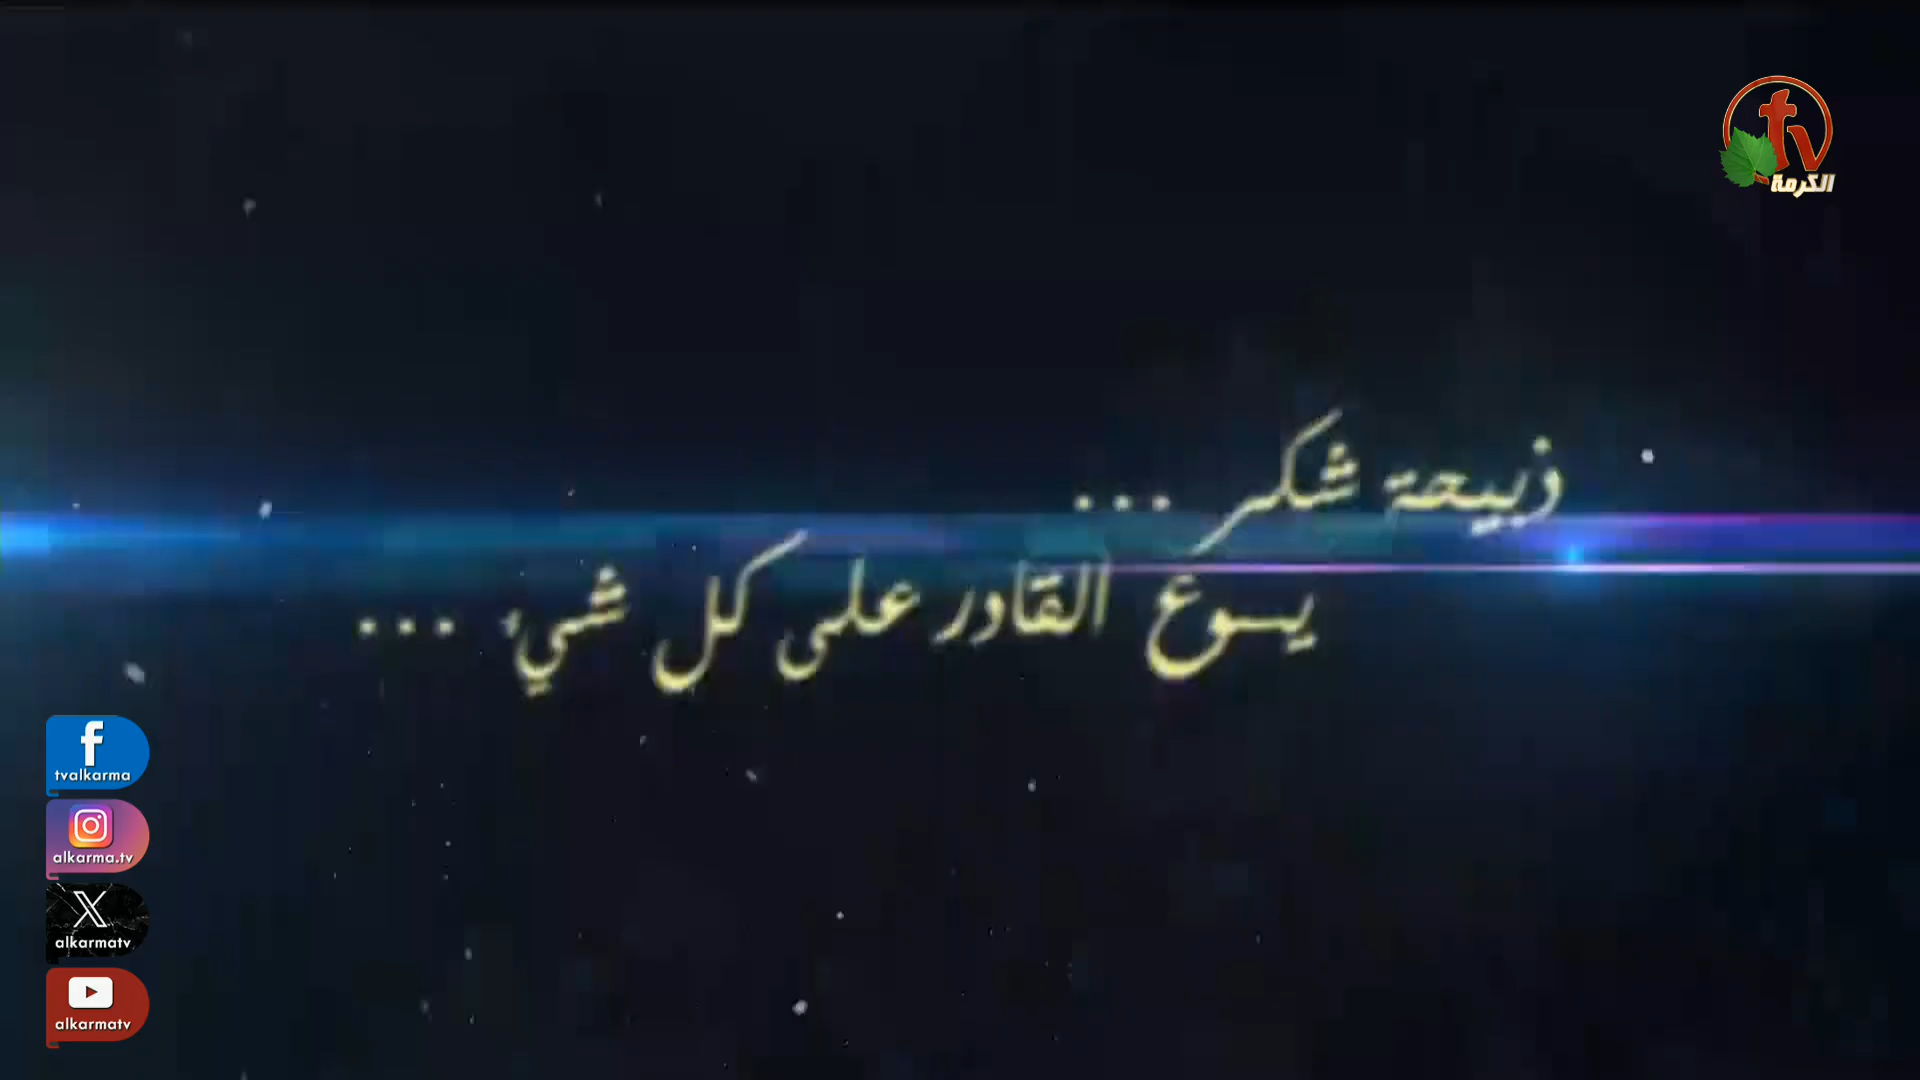 tv
الكرمة
ذبيحة شكر ...
يسوع القادر على كل شيء ...
tvalkarma
alkarma.tv
alkarmatv
alkarmatv